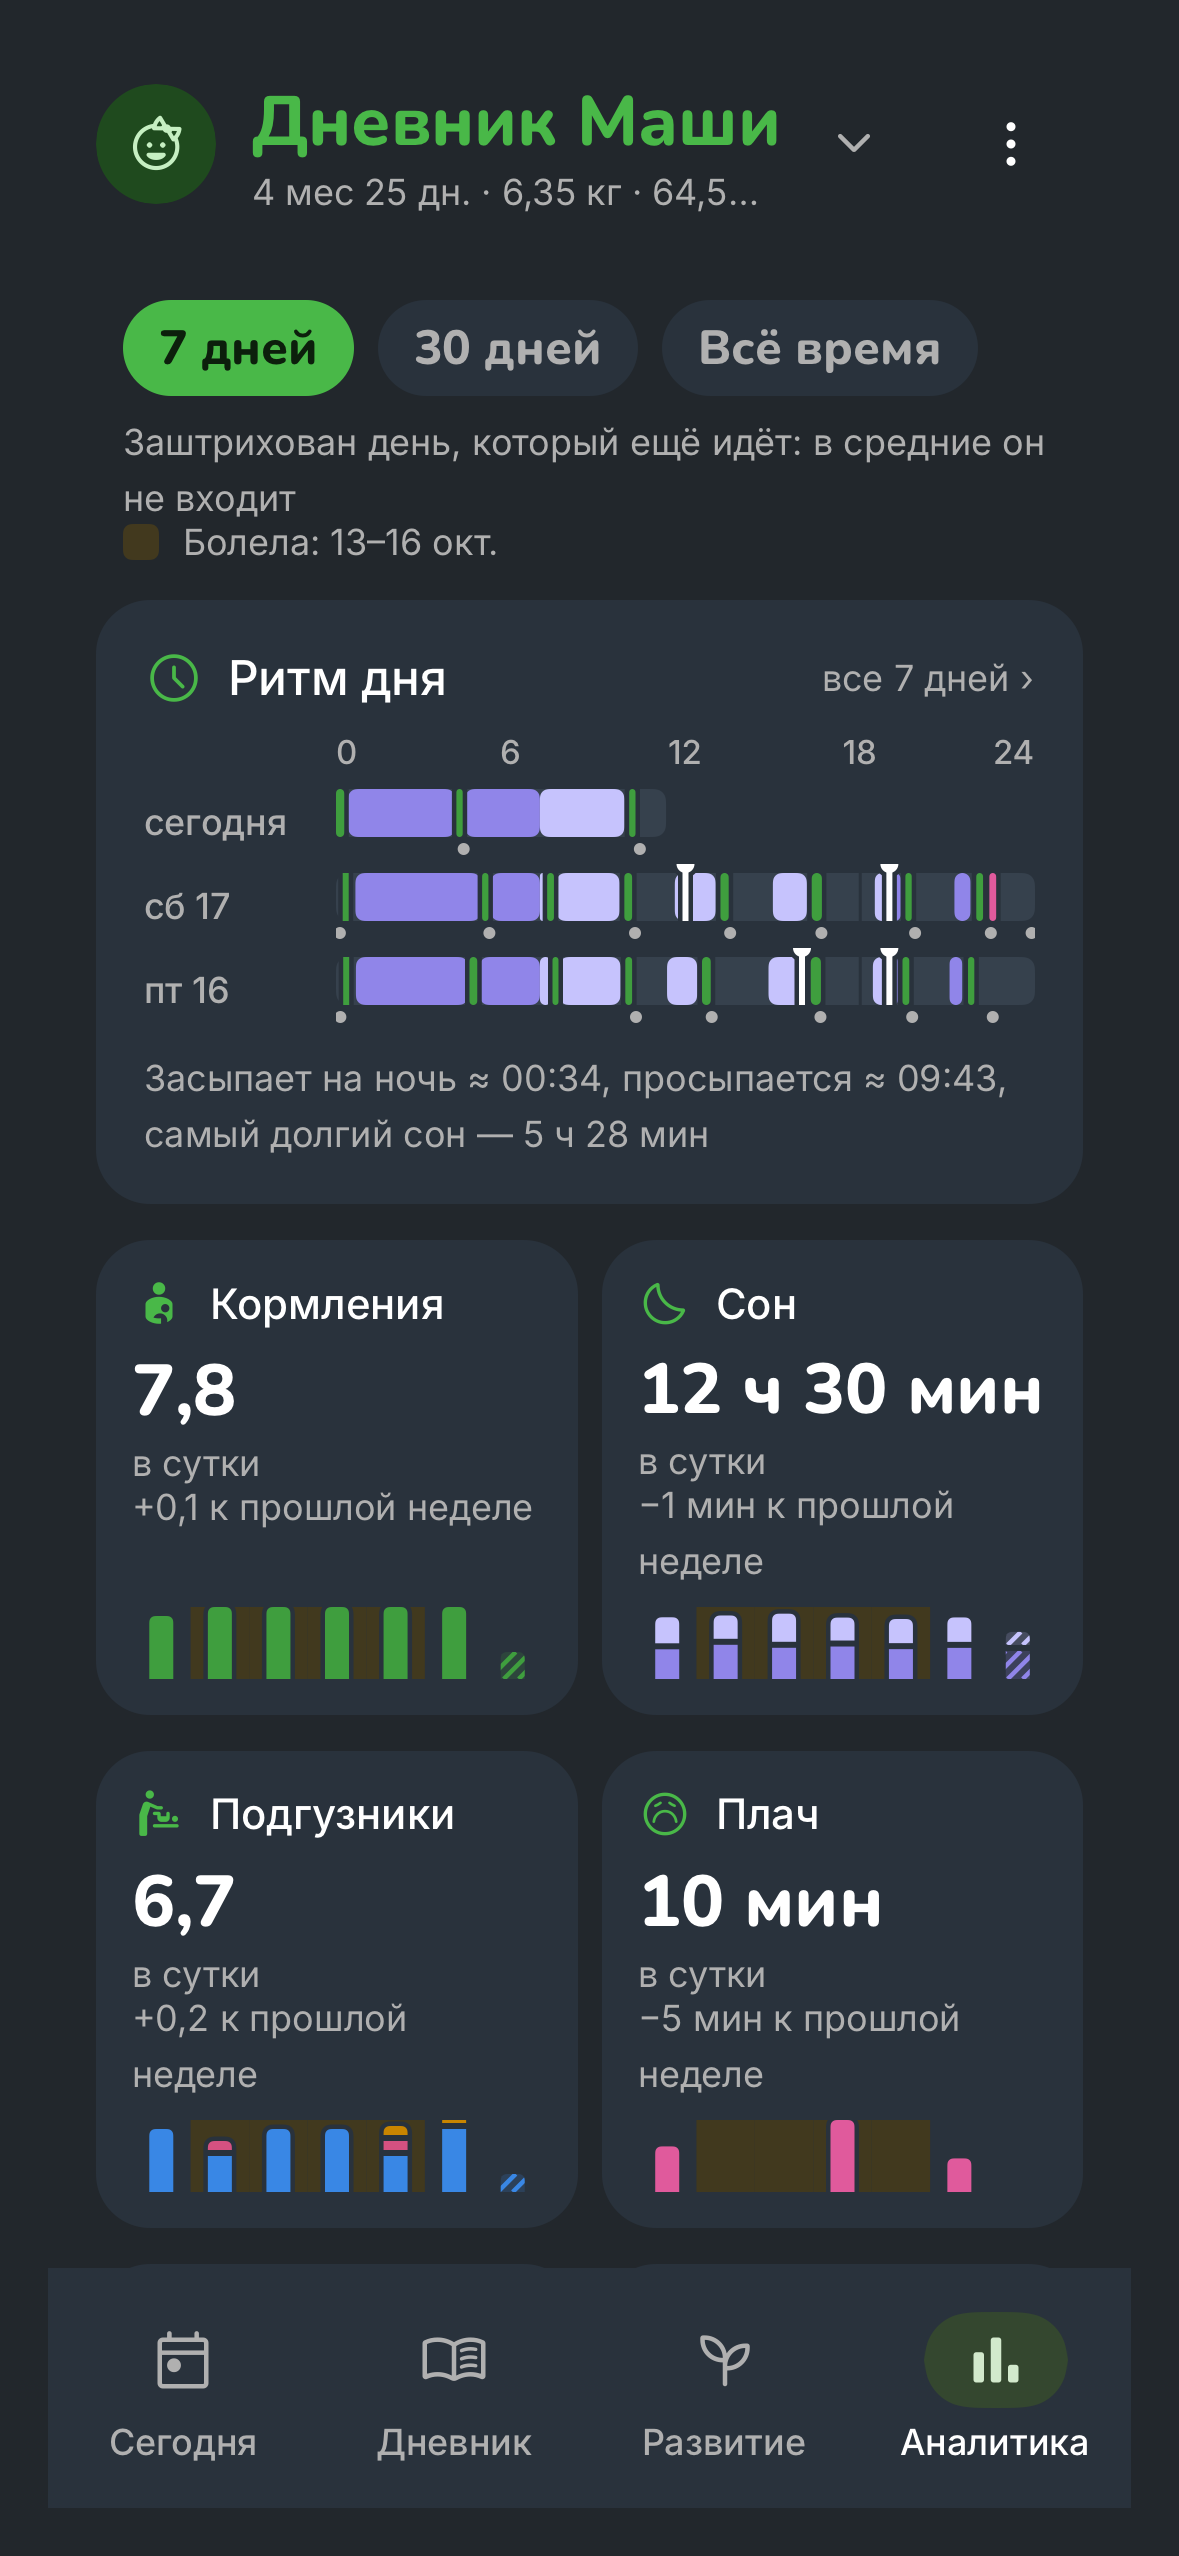 Дневник Маши
4 мес 25 дн. · 6,35 кг · 64,5...
7 дней
30 дней
Всё время
Заштрихован день, который ещё идёт: в средние он
не входит
Болела: 13–16 окт.
Ритм дня
все 7 дней ›
0 6 12 18 24
сегодня
сб 17
пт 16
Засыпает на ночь ≈ 00:34, просыпается ≈ 09:43,
самый долгий сон — 5 ч 28 мин
Кормления
7,8
в сутки
+0,1 к прошлой неделе
Сон
12 ч 30 мин
в сутки
−1 мин к прошлой
неделе
Подгузники
6,7
в сутки
+0,2 к прошлой
неделе
Плач
10 мин
в сутки
−5 мин к прошлой
неделе
Сегодня
Дневник
Развитие
Аналитика